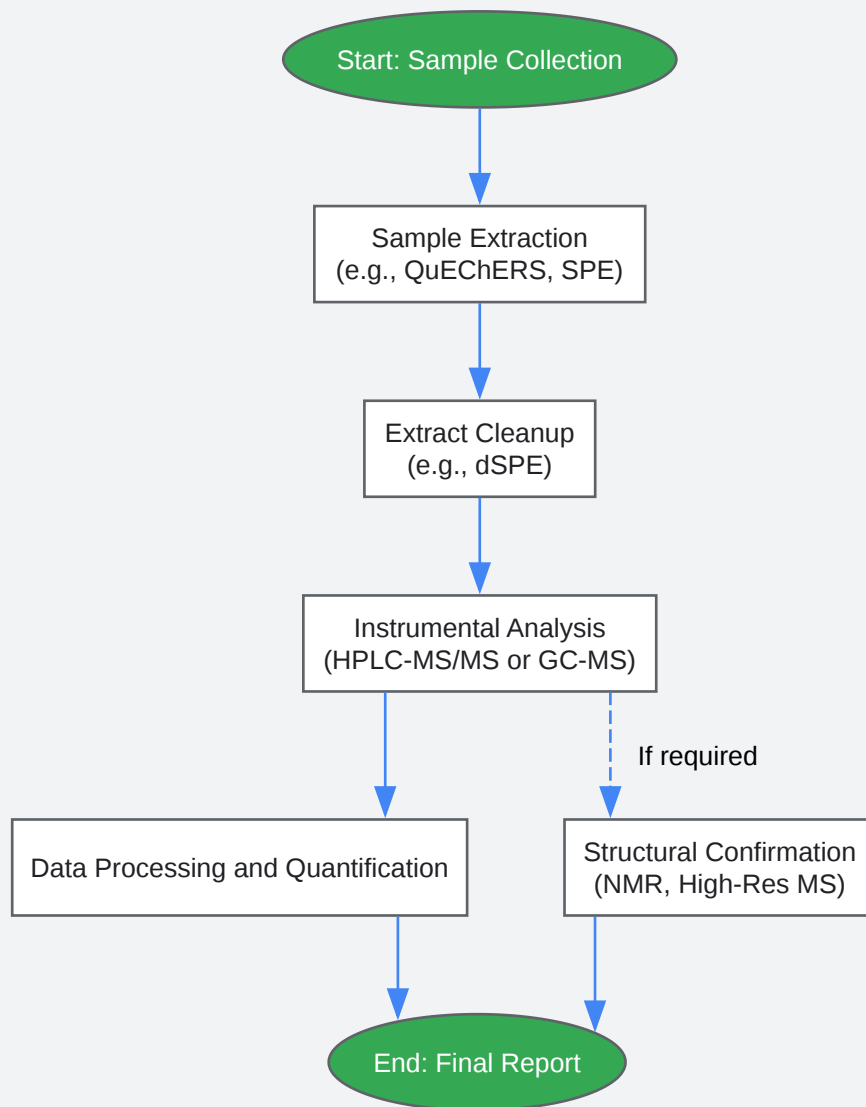 Start: Sample Collection
Sample Extraction
(e.g., QuEChERS, SPE)
Extract Cleanup
(e.g., dSPE)
Instrumental Analysis
(HPLC-MS/MS or GC-MS)
If required
Data Processing and Quantification
Structural Confirmation
(NMR, High-Res MS)
End: Final Report